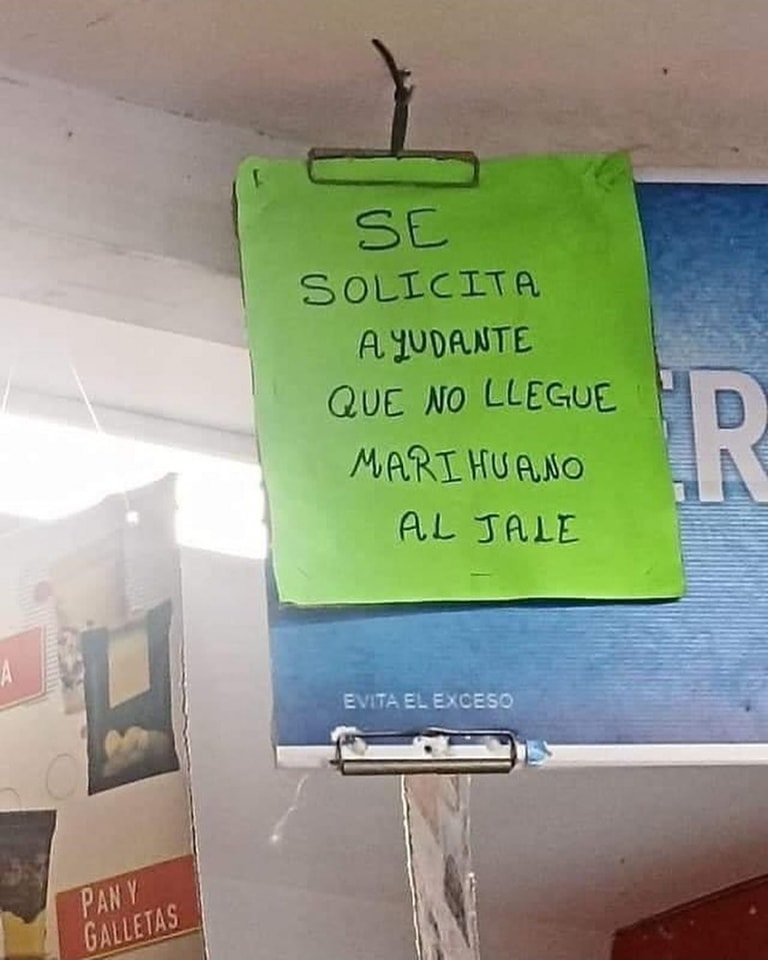 SE
SOLICITA
AYUDANTE
QUE NO LLEGUE
MARIHUANO
AL JALE
ER
EVITA EL EXCESO
A
PAN Y
GALLETAS